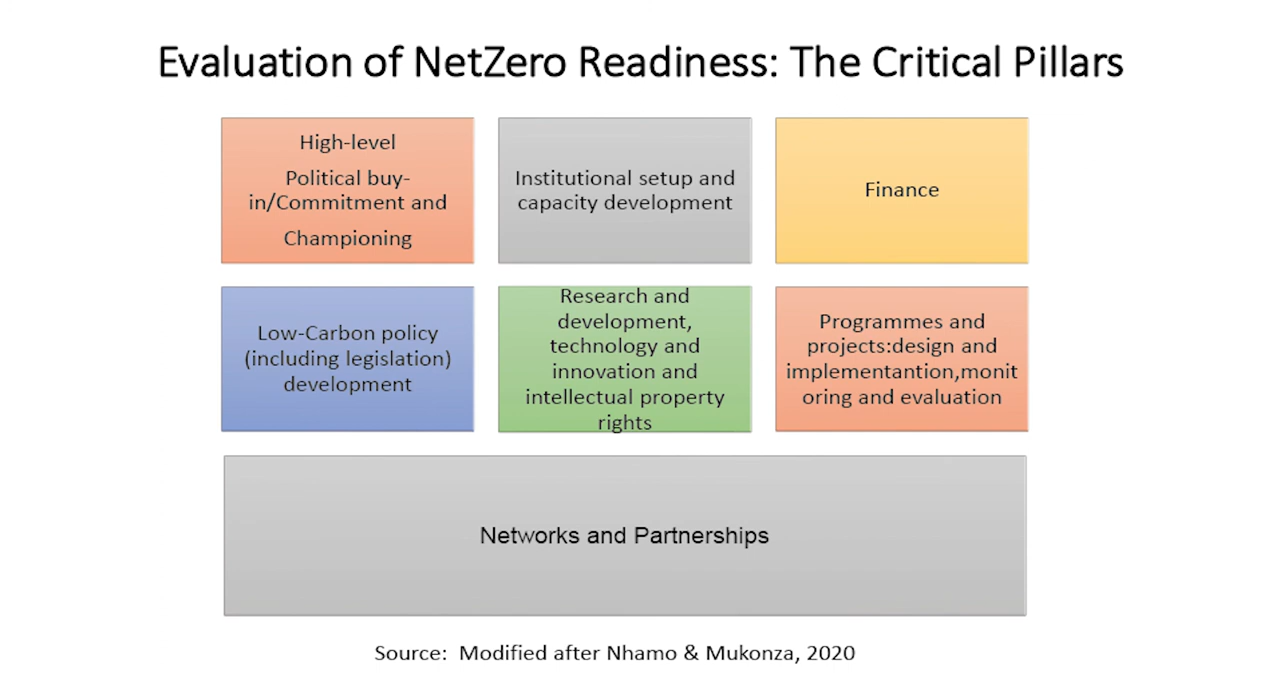 Evaluation of NetZero Readiness: The Critical Pillars
High-level
Political buy-
in/Commitment and
Championing
Institutional setup and
capacity development
Finance
Low-Carbon policy
(including legislation)
development
Research and
development,
technology and
innovation and
intellectual property
rights
Programmes and
projects:design and
implementantion,monit
oring and evaluation
Networks and Partnerships
Source:  Modified after Nhamo & Mukonza, 2020